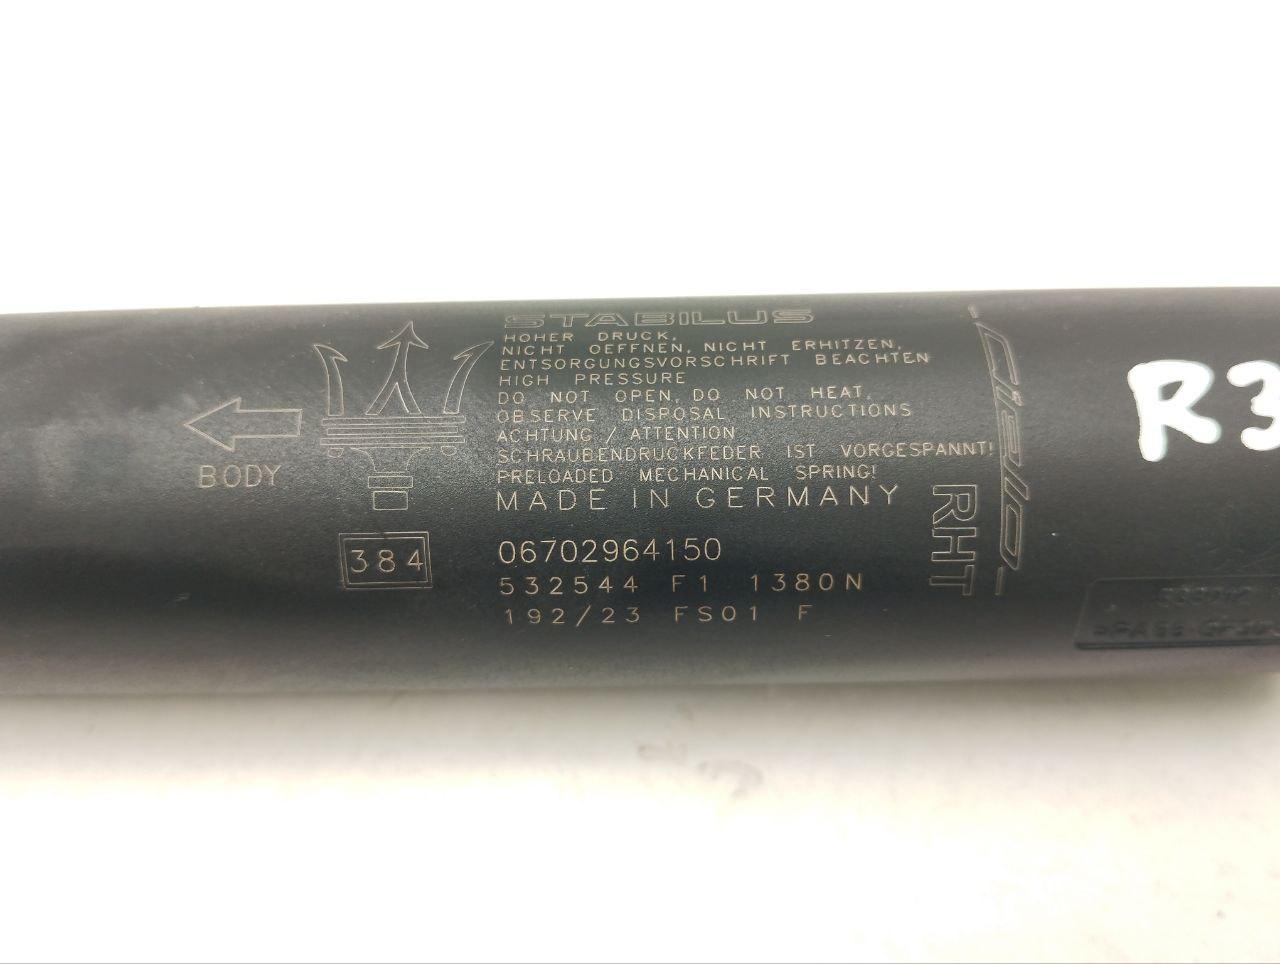 STABILUS
HOHER DRUCK,
NICHT OEFFNEN, NICHT ERHITZEN,
ENTSORGUNGSVORSCHRIFT BEACHTEN
HIGH PRESSURE
DO NOT OPEN, DO NOT HEAT,
OBSERVE DISPOSAL INSTRUCTIONS
ACHTUNG / ATTENTION
SCHRAUBENDRUCKFEDER IST VORGESPANNT!
PRELOADED MECHANICAL SPRING!
MADE IN GERMANY
BODY
384
06702964150
532544 F1 1380N
192/23 FS01 F
RHT
cielo
R3